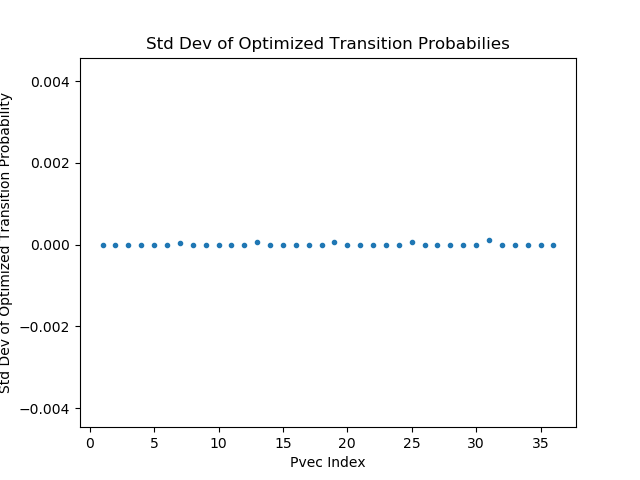 Std Dev of Optimized Transition Probabilies
Std Dev of Optimized Transition Probability
0.004
0.002
0.000
−0.002
−0.004
0 5 10 15 20 25 30 35
Pvec Index